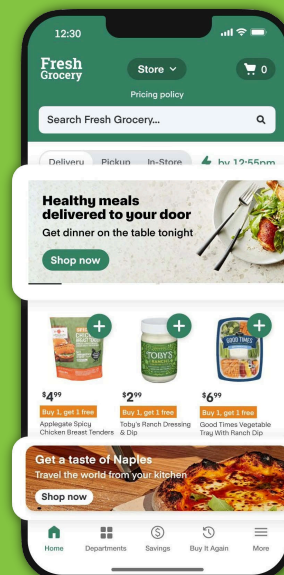 12:30
Fresh
Grocery
Store
0
Pricing policy
Search Fresh Grocery...
Delivery Pickup In-Store by 12:55pm
Healthy meals
delivered to your door
Get dinner on the table tonight
Shop now
TOBY'S
GOOD TIMES
$4.99 $2.99 $6.99
Buy 1, get 1 free Buy 1, get 1 free Buy 1, get 1 free
Applegate Spicy Toby's Ranch Dressing Good Times Vegetable
Chicken Breast Tenders & Dip Tray With Ranch Dip
Get a taste of Naples
Travel the world from your kitchen
Shop now
Home Departments Savings Buy It Again More